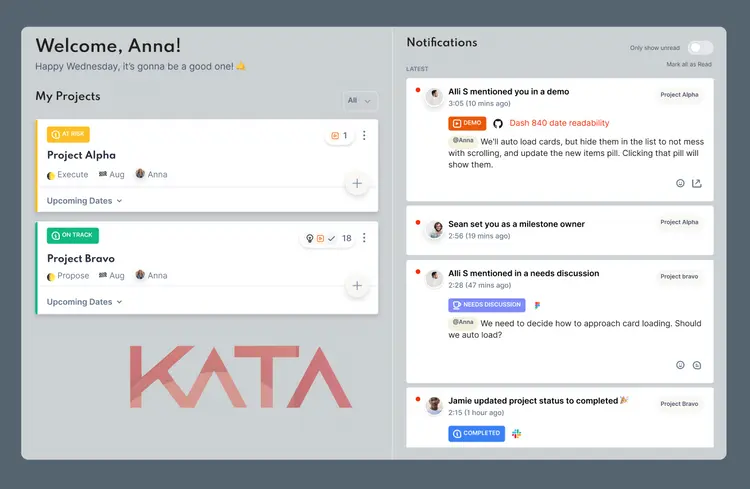 Welcome, Anna!
Happy Wednesday, it's gonna be a good one! 🤙
My Projects
All
AT RISK
1
Project Alpha
Execute
Aug
Anna
Upcoming Dates
ON TRACK
18
Project Bravo
Propose
Aug
Anna
Upcoming Dates
KATA
Notifications
Only show unread
Mark all as Read
LATEST
Alli S mentioned you in a demo
Project Alpha
3:05 (10 mins ago)
DEMO
Dash 840 date readability
@Anna We'll auto load cards, but hide them in the list to not mess
with scrolling, and update the new items pill. Clicking that pill will
show them.
Sean set you as a milestone owner
Project Alpha
2:56 (19 mins ago)
Alli S mentioned in a needs discussion
Project bravo
2:28 (47 mins ago)
NEEDS DISCUSSION
@Anna We need to decide how to approach card loading. Should
we auto load?
Jamie updated project status to completed 🎉
Project Bravo
2:15 (1 hour ago)
COMPLETED